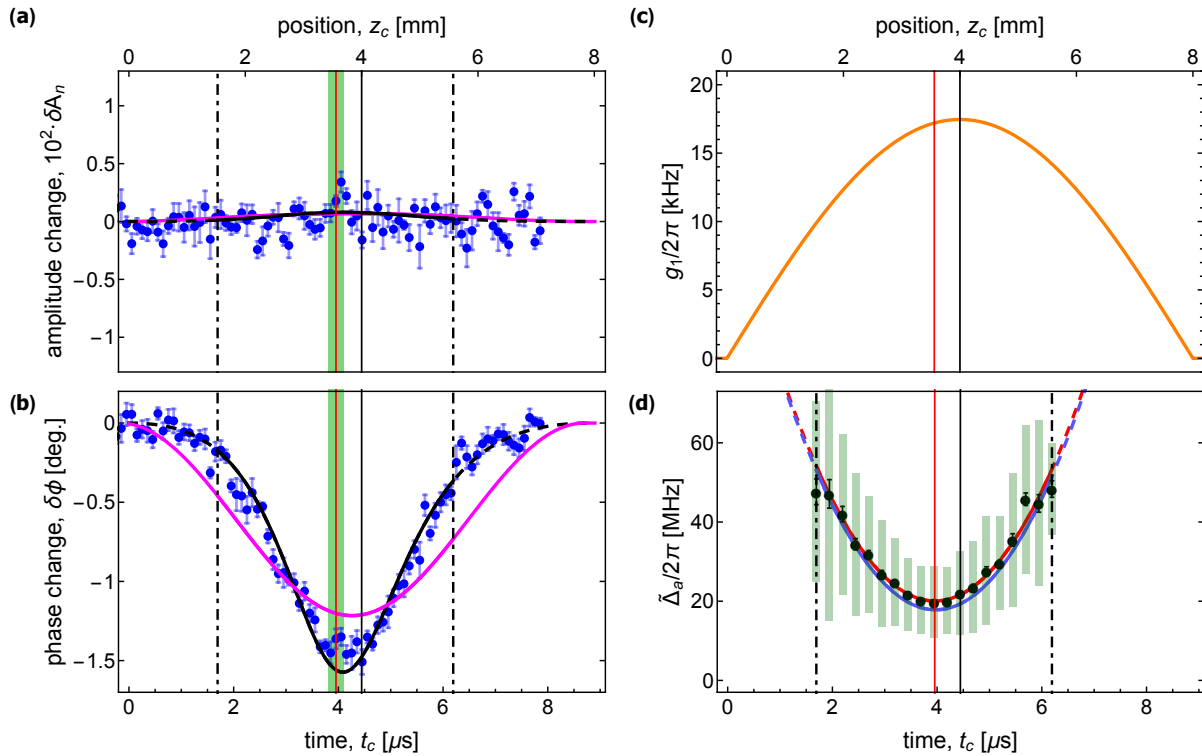 (a)
position, z_c [mm]
0 2 4 6 8
amplitude change, 10²·δA_n
1
0.5
0
−0.5
−1
(b)
phase change, δϕ [deg.]
0
−0.5
−1.0
−1.5
0 2 4 6 8
time, t_c [μs]
(c)
position, z_c [mm]
0 2 4 6 8
g_1/2π [kHz]
20
15
10
5
0
(d)
Δ̃_a/2π [MHz]
60
40
20
0
0 2 4 6 8
time, t_c [μs]